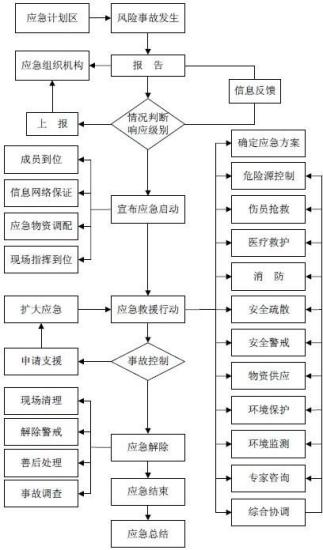 应急计划区
风险事故发生
应急组织机构
报 告
信息反馈
上 报
情况判断
响应级别
成员到位
信息网络保证
应急物资调配
现场指挥到位
宣布应急启动
确定应急方案
危险源控制
伤员抢救
医疗救护
消 防
安全疏散
安全警戒
物资供应
环境保护
环境监测
专家咨询
综合协调
扩大应急
应急救援行动
申请支援
事故控制
现场清理
解除警戒
善后处理
事故调查
应急解除
应急结束
应急总结